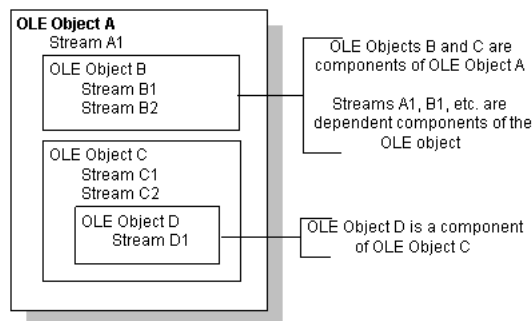 OLE Object A
Stream A1
OLE Object B
Stream B1
Stream B2
OLE Object C
Stream C1
Stream C2
OLE Object D
Stream D1
OLE Objects B and C are
components of OLE Object A
Streams A1, B1, etc. are
dependent components of the
OLE object
OLE Object D is a component
of OLE Object C